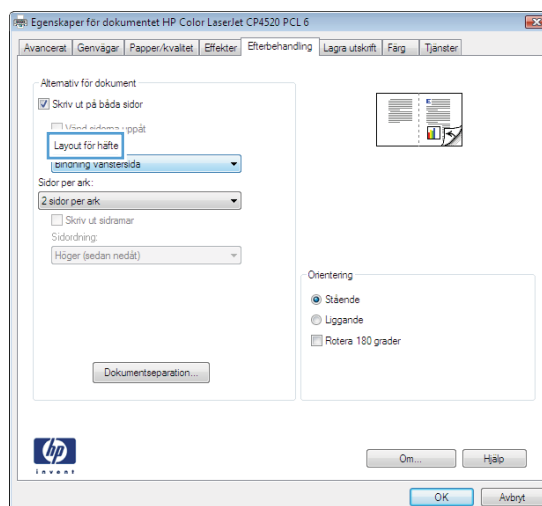 Egenskaper för dokumentet HP Color LaserJet CP4520 PCL 6
Avancerat Genvägar Papper/kvalitet Effekter Efterbehandling Lagra utskrift Färg Tjänster
Alternativ för dokument
Skriv ut på båda sidor
Vänd sidorna uppåt
Layout för häfte
Bindning vänstersida
Sidor per ark:
2 sidor per ark
Skriv ut sidramar
Sidordning:
Höger (sedan nedåt)
Orientering
Stående
Liggande
Rotera 180 grader
Dokumentseparation...
hp
invent
Om... Hjälp
OK Avbryt